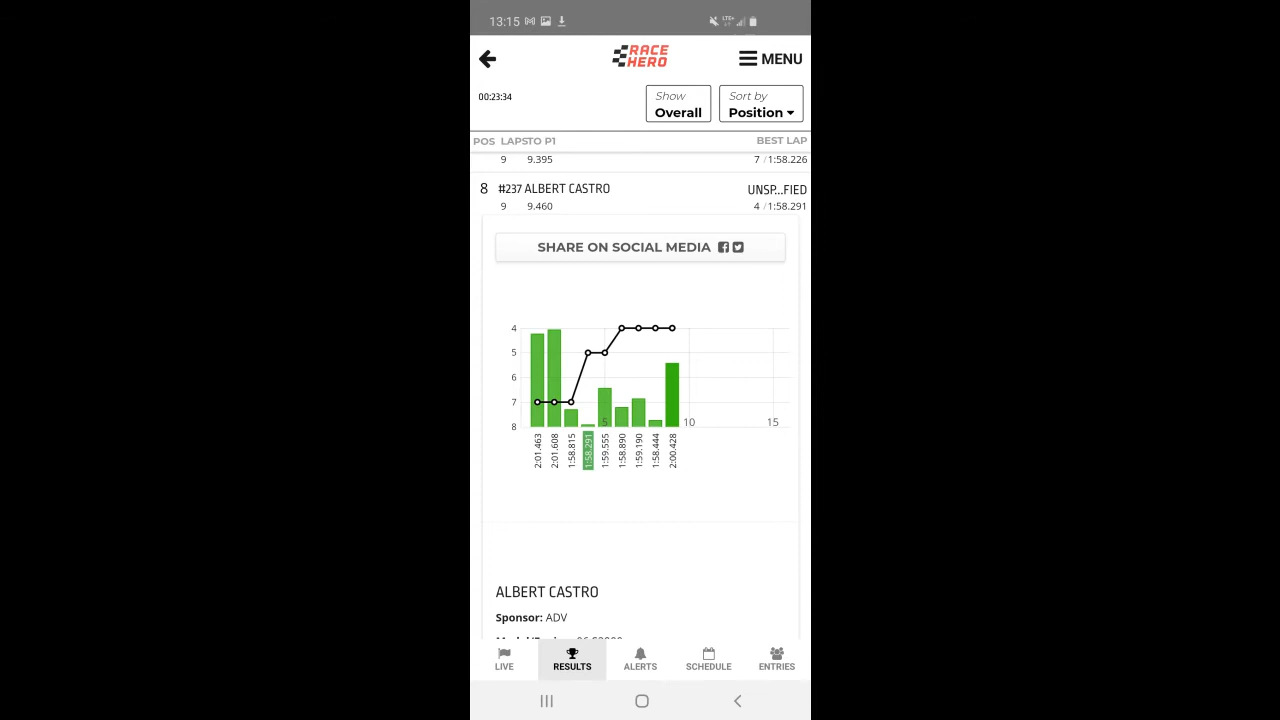 13:15
LTE+
RACE
HERO
MENU
00:23:34
Show
Overall
Sort by
Position
POS LAPS TO P1 BEST LAP
9 9.395 7 / 1:58.226
8 #237 ALBERT CASTRO UNSP...FIED
9 9.460 4 / 1:58.291
SHARE ON SOCIAL MEDIA
4
5
6
7
8
5 10 15
2:01.463
2:01.608
1:58.815
1:58.291
1:59.555
1:58.890
1:59.190
1:58.444
2:00.428
ALBERT CASTRO
Sponsor: ADV
LIVE RESULTS ALERTS SCHEDULE ENTRIES